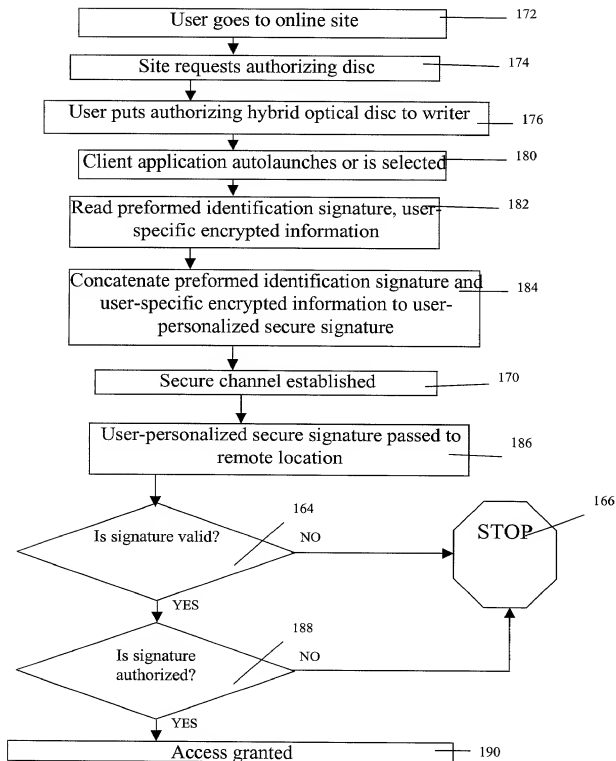 User goes to online site
172
Site requests authorizing disc
174
User puts authorizing hybrid optical disc to writer
176
Client application autolaunches or is selected
180
Read preformed identification signature, user-
specific encrypted information
182
Concatenate preformed identification signature and
user-specific encrypted information to user-
personalized secure signature
184
Secure channel established
170
User-personalized secure signature passed to
remote location
186
Is signature valid?
164
NO
STOP
166
YES
Is signature
authorized?
188
NO
YES
Access granted
190